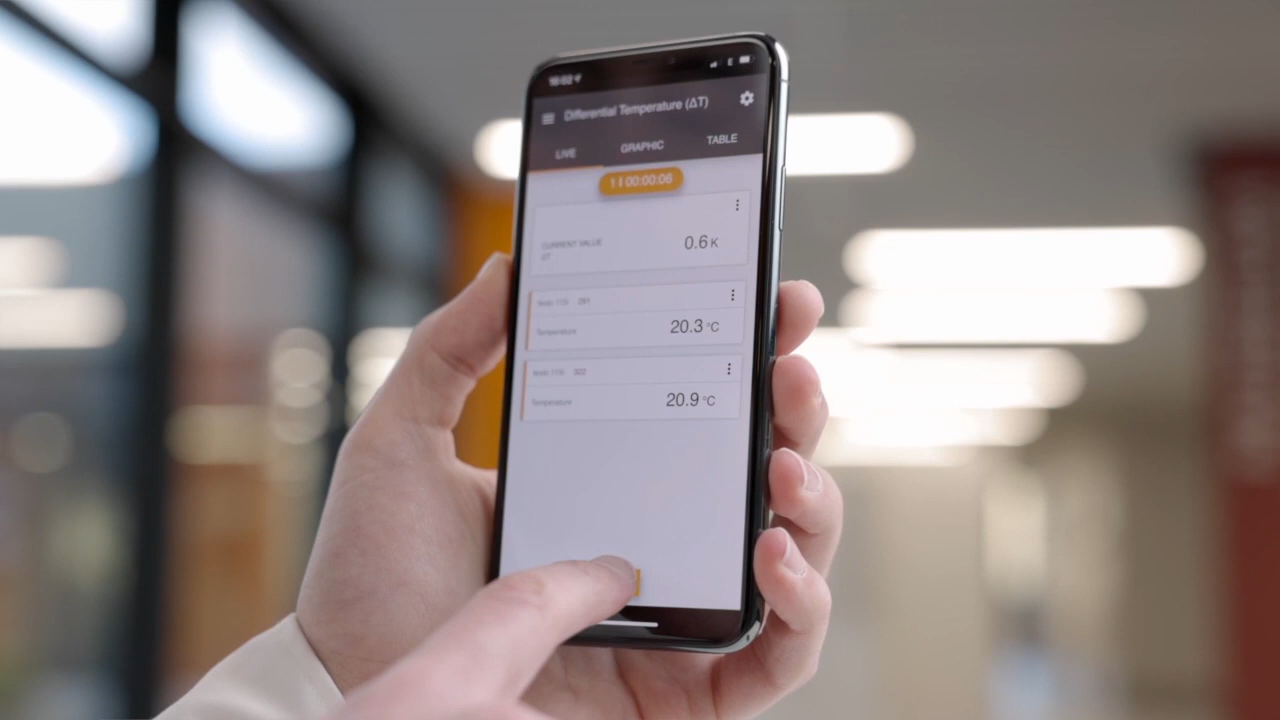 Differential Temperature (ΔT)
LIVE GRAPHIC TABLE
00:00:06
CURRENT VALUE
ΔT
0.6 K
Temperature
20.3 °C
322
Temperature
20.9 °C